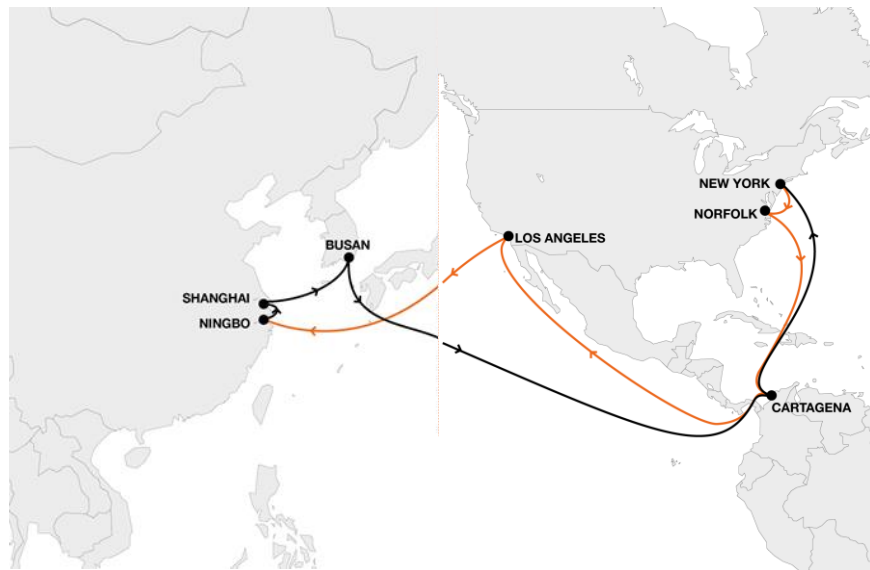 NEW YORK
NORFOLK
LOS ANGELES
BUSAN
SHANGHAI
NINGBO
CARTAGENA